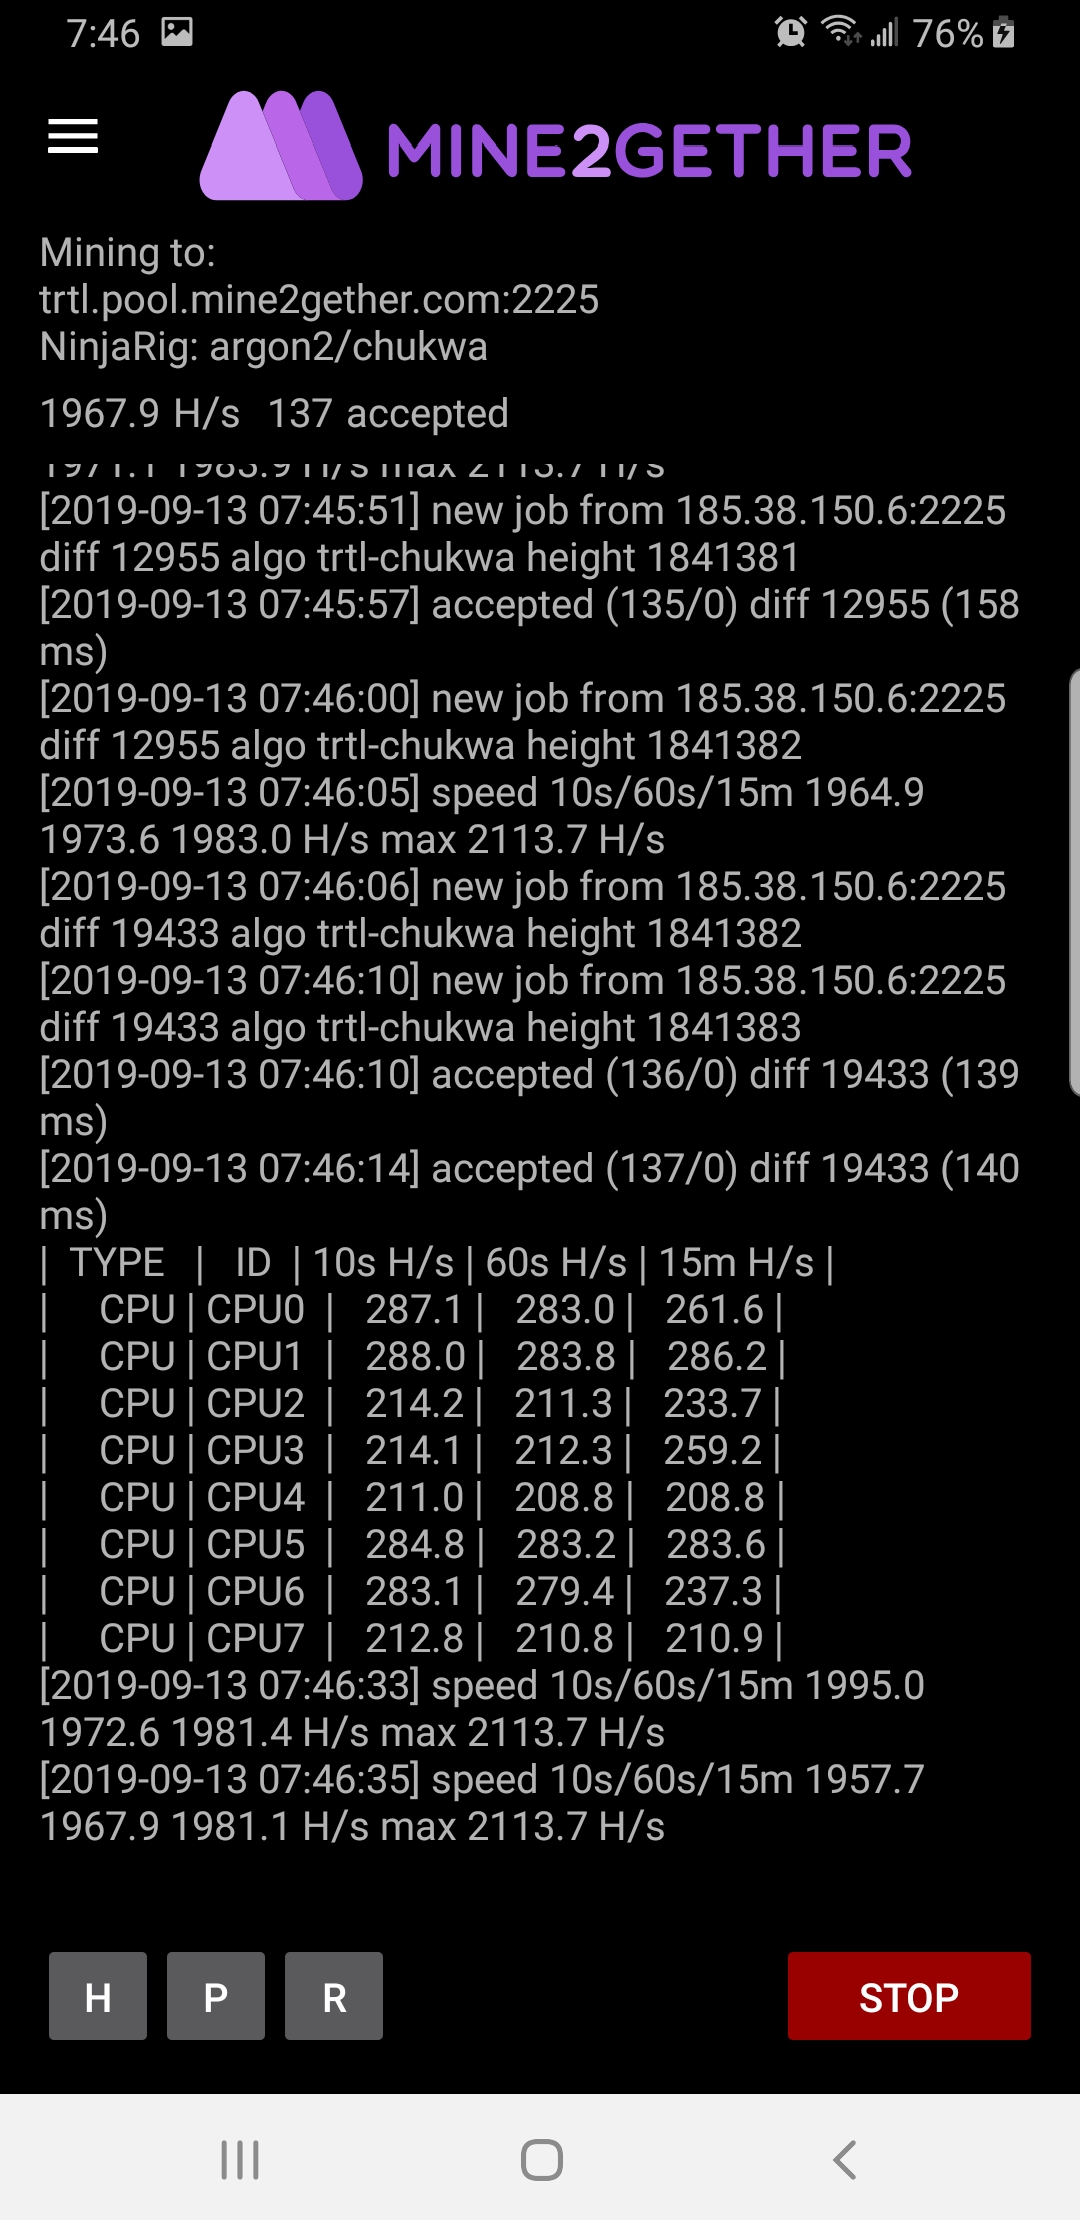 7:46 76%
MINE2GETHER
Mining to:
trtl.pool.mine2gether.com:2225
NinjaRig: argon2/chukwa
1967.9 H/s 137 accepted
1971.1 1983.9 H/s max 2113.7 H/s
[2019-09-13 07:45:51] new job from 185.38.150.6:2225
diff 12955 algo trtl-chukwa height 1841381
[2019-09-13 07:45:57] accepted (135/0) diff 12955 (158
ms)
[2019-09-13 07:46:00] new job from 185.38.150.6:2225
diff 12955 algo trtl-chukwa height 1841382
[2019-09-13 07:46:05] speed 10s/60s/15m 1964.9
1973.6 1983.0 H/s max 2113.7 H/s
[2019-09-13 07:46:06] new job from 185.38.150.6:2225
diff 19433 algo trtl-chukwa height 1841382
[2019-09-13 07:46:10] new job from 185.38.150.6:2225
diff 19433 algo trtl-chukwa height 1841383
[2019-09-13 07:46:10] accepted (136/0) diff 19433 (139
ms)
[2019-09-13 07:46:14] accepted (137/0) diff 19433 (140
ms)
| TYPE | ID | 10s H/s | 60s H/s | 15m H/s |
| CPU | CPU0 | 287.1 | 283.0 | 261.6 |
| CPU | CPU1 | 288.0 | 283.8 | 286.2 |
| CPU | CPU2 | 214.2 | 211.3 | 233.7 |
| CPU | CPU3 | 214.1 | 212.3 | 259.2 |
| CPU | CPU4 | 211.0 | 208.8 | 208.8 |
| CPU | CPU5 | 284.8 | 283.2 | 283.6 |
| CPU | CPU6 | 283.1 | 279.4 | 237.3 |
| CPU | CPU7 | 212.8 | 210.8 | 210.9 |
[2019-09-13 07:46:33] speed 10s/60s/15m 1995.0
1972.6 1981.4 H/s max 2113.7 H/s
[2019-09-13 07:46:35] speed 10s/60s/15m 1957.7
1967.9 1981.1 H/s max 2113.7 H/s
H P R STOP